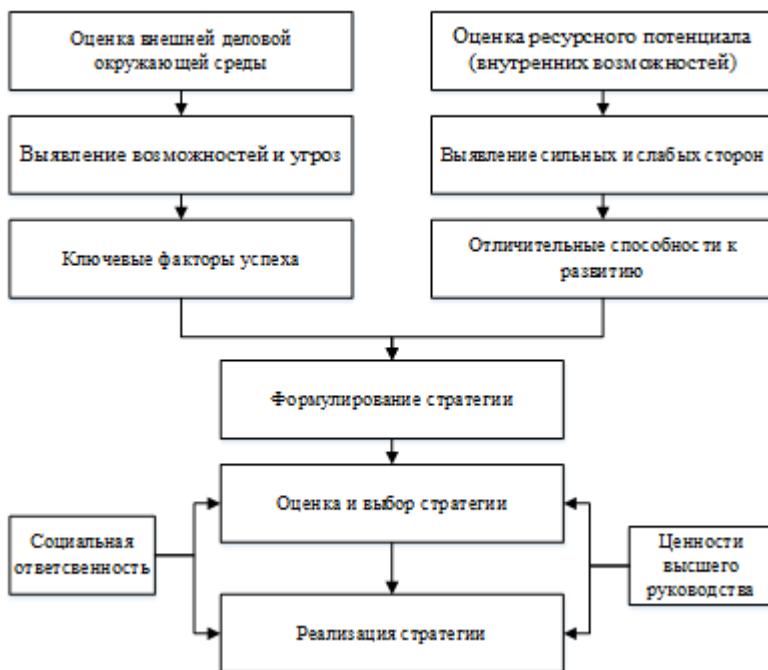 Оценка внешней деловой
окружающей среды
Оценка ресурсного потенциала
(внутренних возможностей)
Выявление возможностей и угроз
Выявление сильных и слабых сторон
Ключевые факторы успеха
Отличительные способности к
развитию
Формулирование стратегии
Оценка и выбор стратегии
Социальная
ответсвенность
Ценности
высшего
руководства
Реализация стратегии